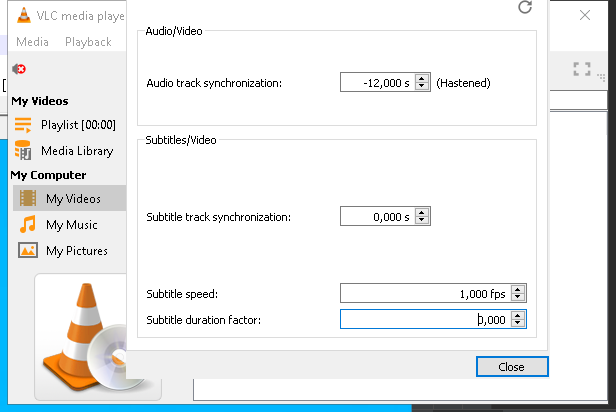 VLC media playe
Media Playback
Audio/Video
Audio track synchronization: -12,000 s (Hastened)
My Videos
Playlist [00:00]
Media Library
My Computer
My Videos
My Music
My Pictures
Subtitles/Video
Subtitle track synchronization: 0,000 s
Subtitle speed: 1,000 fps
Subtitle duration factor: 0,000
Close